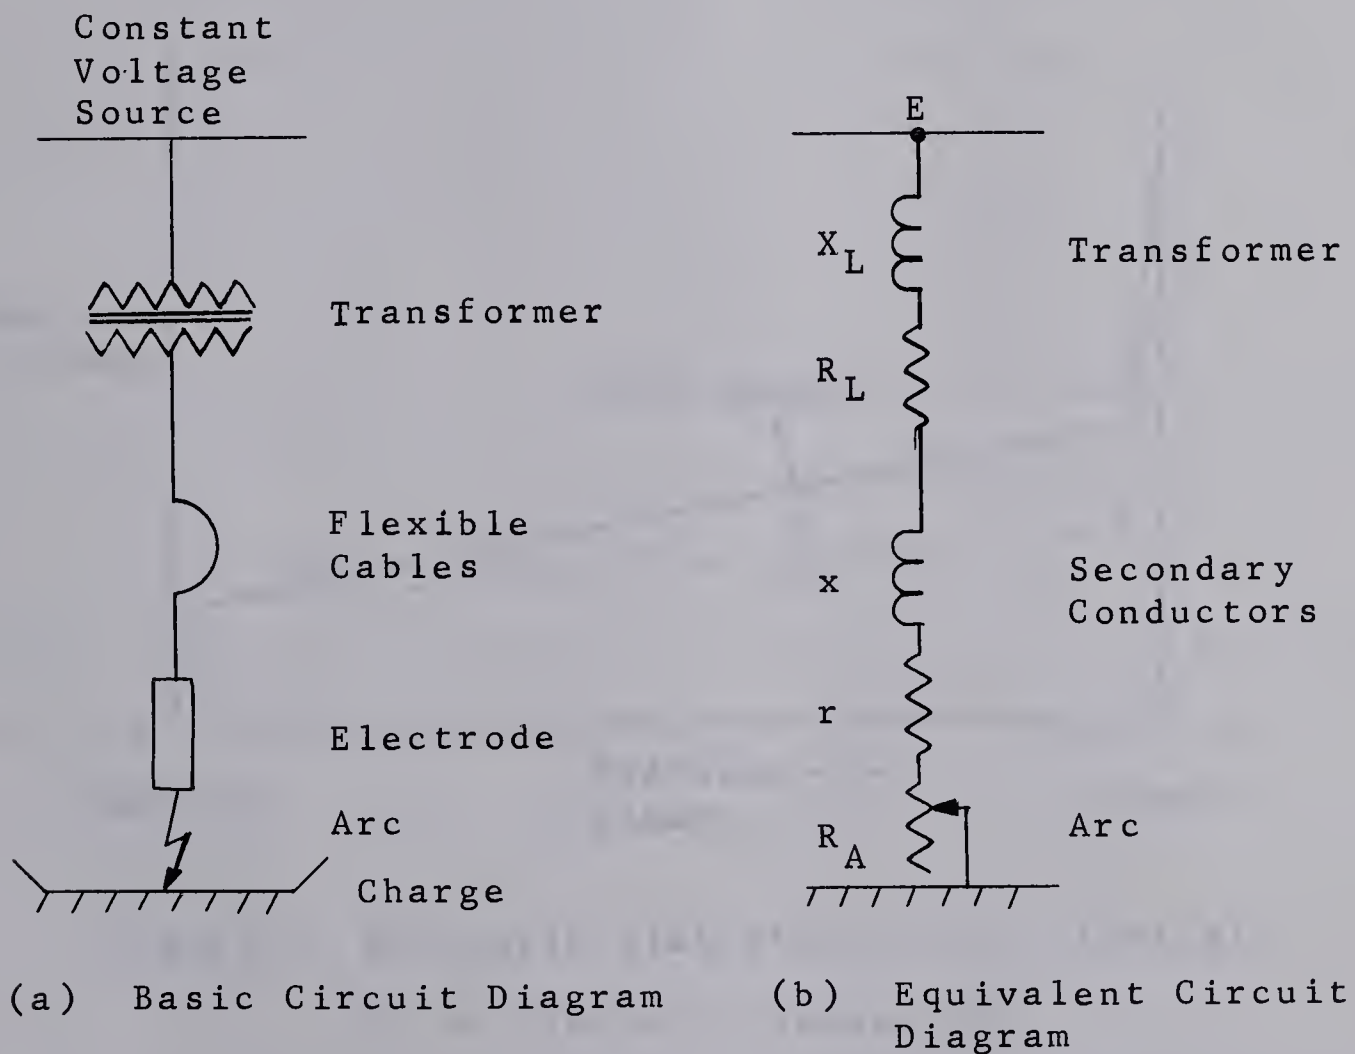 Constant
Voltage
Source
Transformer
Flexible
Cables
Electrode
Arc
Charge
(a) Basic Circuit Diagram
E
X_L
Transformer
R_L
x
Secondary
Conductors
r
R_A
Arc
(b) Equivalent Circuit
Diagram